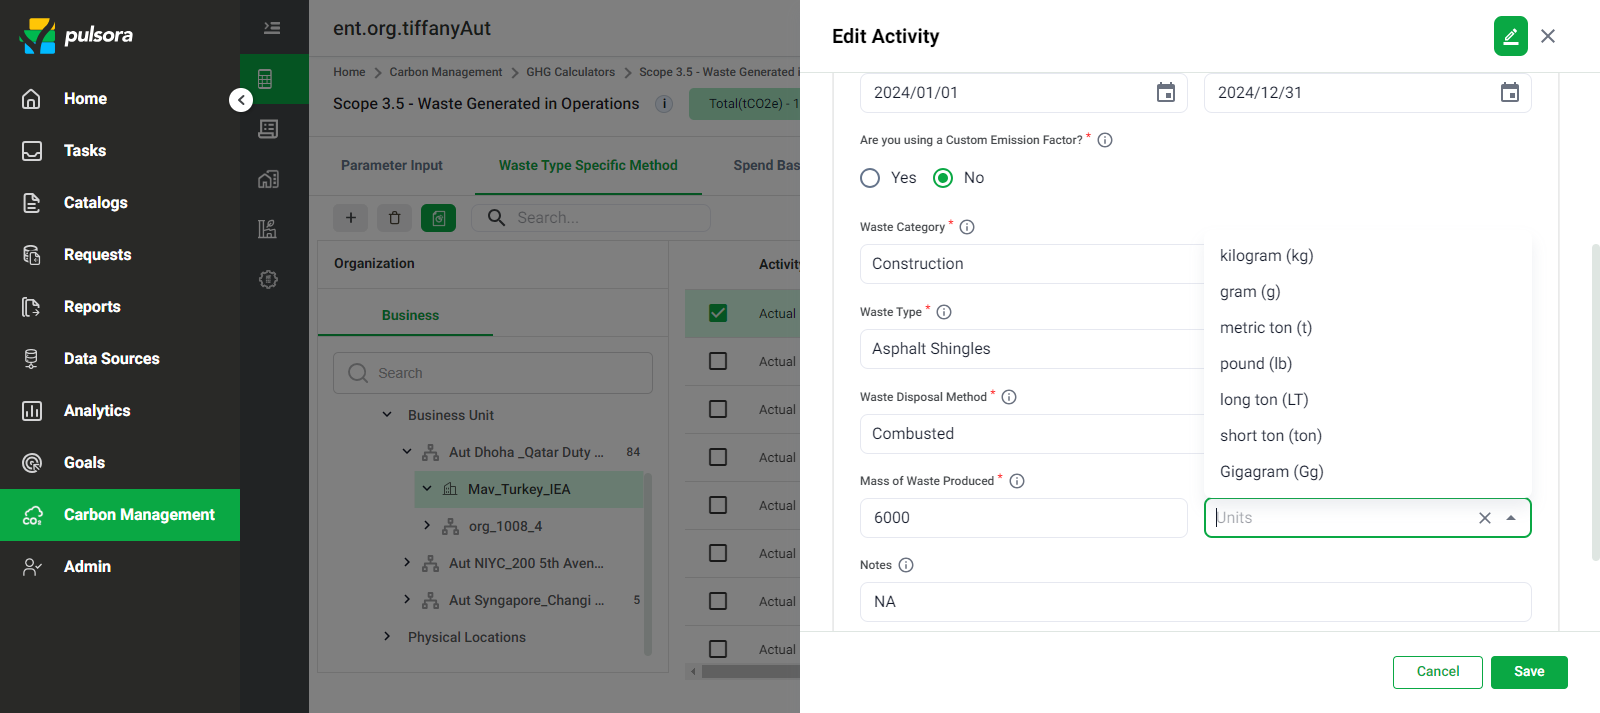 pulsora
Home
Tasks
Catalogs
Requests
Reports
Data Sources
Analytics
Goals
Carbon Management
Admin
ent.org.tiffanyAut
Home > Carbon Management > GHG Calculators > Scope 3.5 - Waste Generated
Scope 3.5 - Waste Generated in Operations
Total(tCO2e) - 1
Parameter Input
Waste Type Specific Method
Spend Bas
Search...
Organization
Business
Search
Business Unit
Aut Dhoha _Qatar Duty ... 84
Mav_Turkey_IEA
org_1008_4
Aut NIYC_200 5th Aven...
Aut Syngapore_Changi ... 5
Physical Locations
Activity
Actual
Actual
Actual
Actual
Actual
Actual
Actual
Actual
Edit Activity
2024/01/01
2024/12/31
Are you using a Custom Emission Factor? *
Yes
No
Waste Category *
Construction
Waste Type *
Asphalt Shingles
Waste Disposal Method *
Combusted
Mass of Waste Produced *
6000
kilogram (kg)
gram (g)
metric ton (t)
pound (lb)
long ton (LT)
short ton (ton)
Gigagram (Gg)
Units
Notes
NA
Cancel
Save